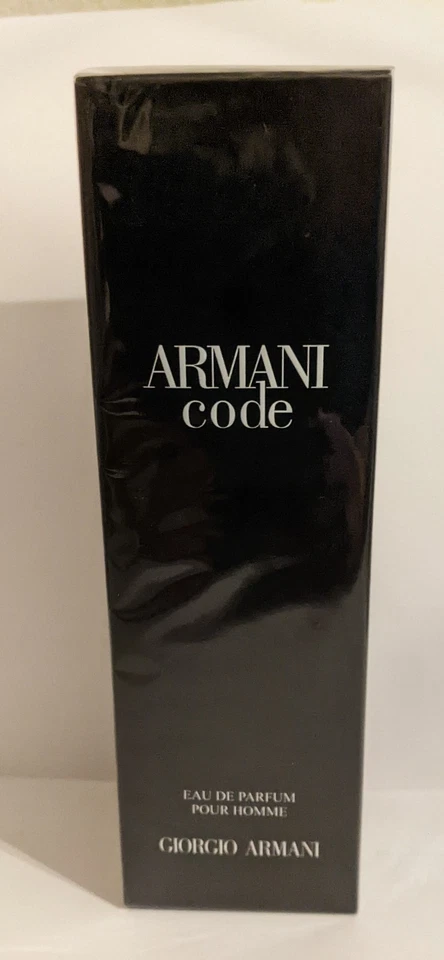 ARMANI
code
EAU DE PARFUM
POUR HOMME
GIORGIO ARMANI